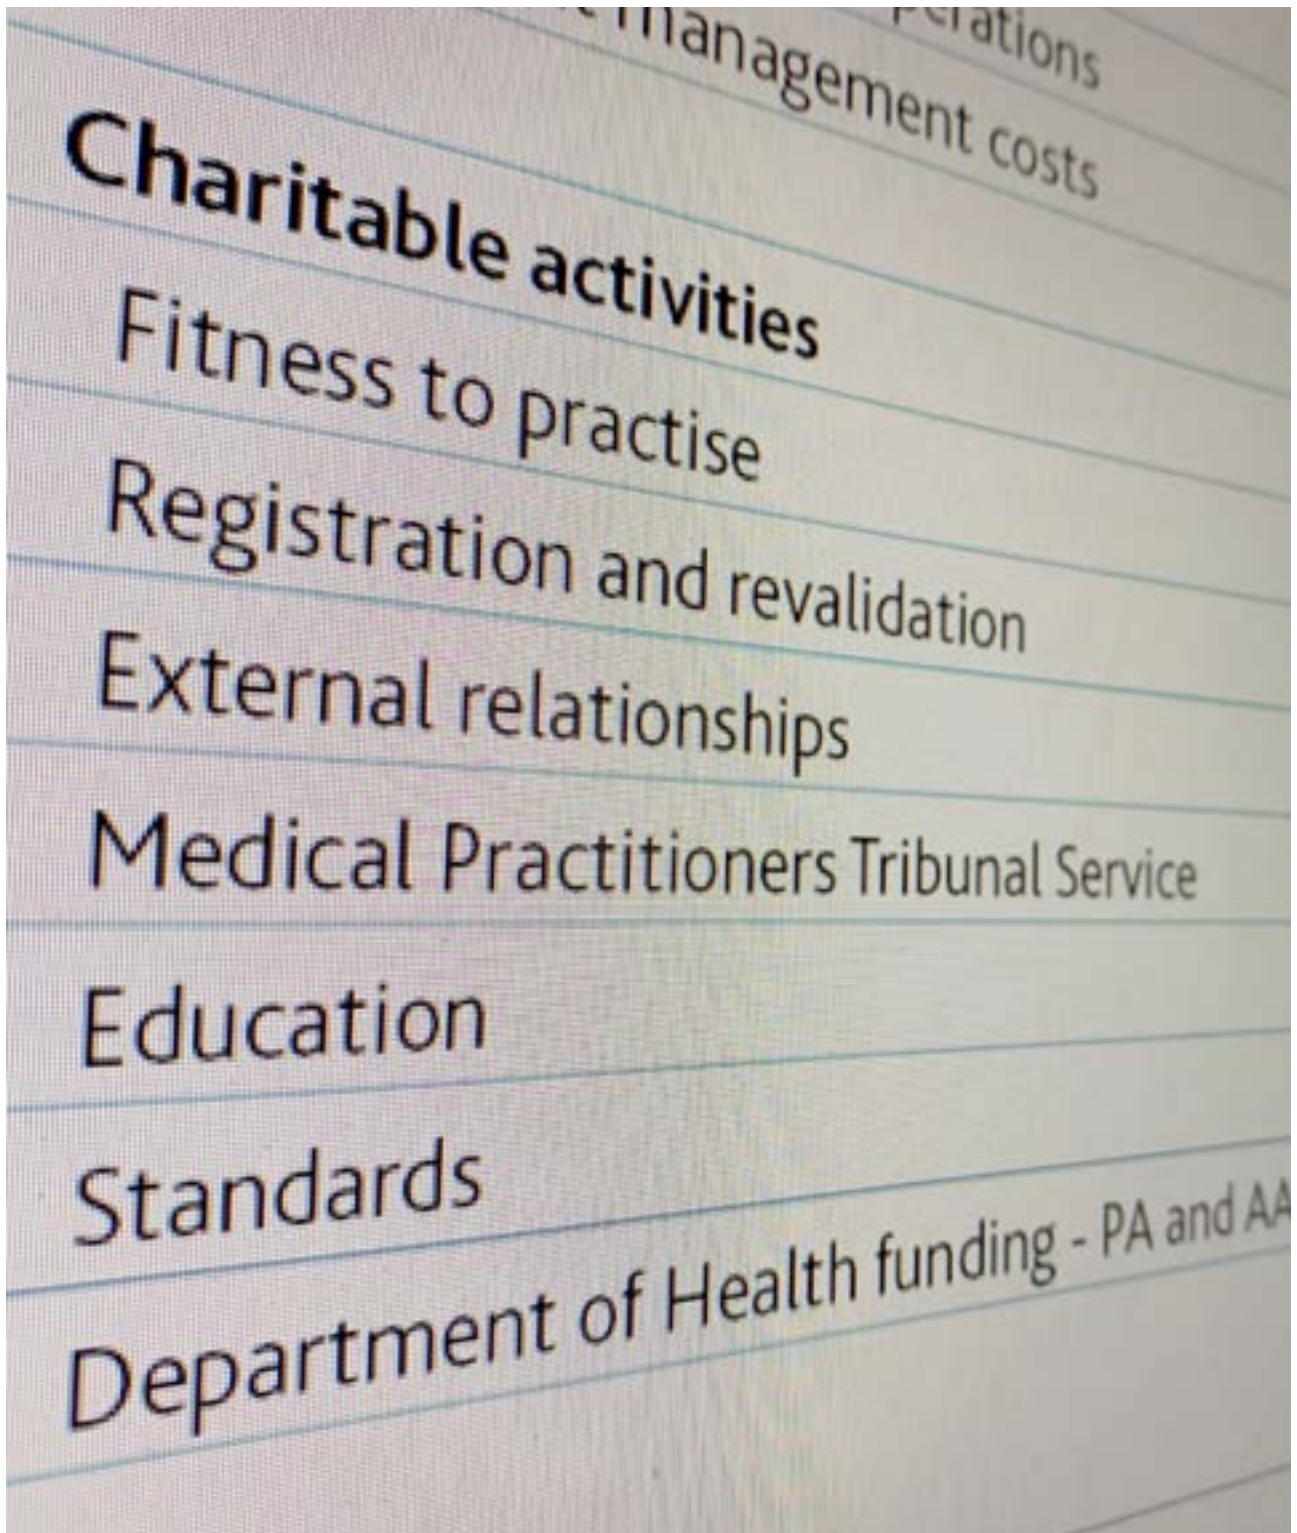 management costs
Charitable activities
Fitness to practise
Registration and revalidation
External relationships
Medical Practitioners Tribunal Service
Education
Standards
Department of Health funding - PA and AA